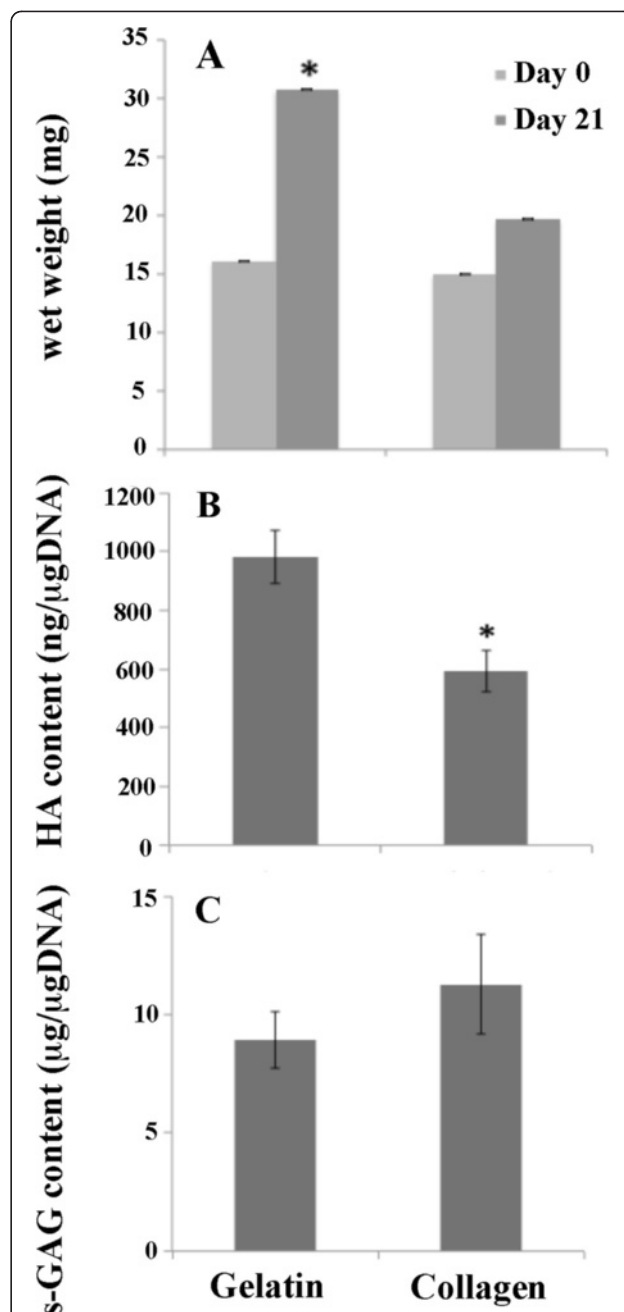 A
*
Day 0
Day 21
wet weight (mg)
35
30
25
20
15
10
5
0
B
*
HA content (ng/µgDNA)
1200
1000
800
600
400
200
0
C
s-GAG content (µg/µgDNA)
15
10
5
0
Gelatin Collagen